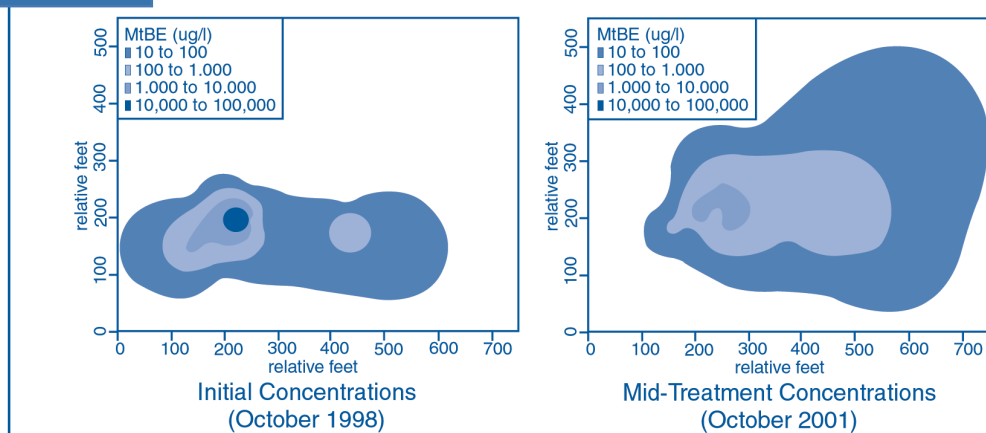 MtBE (ug/l)
10 to 100
100 to 1.000
1.000 to 10.000
10,000 to 100,000
500
400
300
200
100
0
relative feet
0 100 200 300 400 500 600 700
relative feet
Initial Concentrations
(October 1998)
MtBE (ug/l)
10 to 100
100 to 1.000
1.000 to 10.000
10,000 to 100,000
500
400
300
200
100
0
relative feet
0 100 200 300 400 500 600 700
relative feet
Mid-Treatment Concentrations
(October 2001)